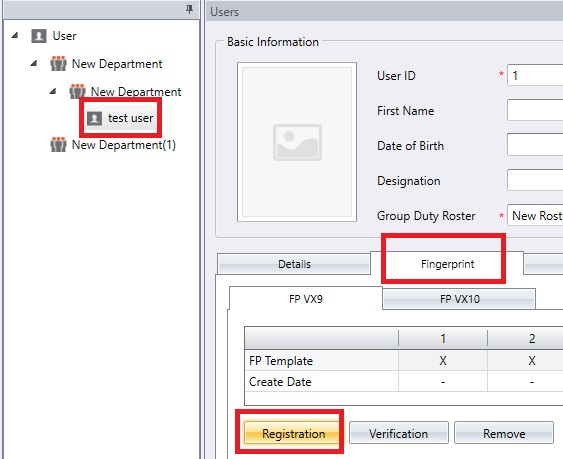 Users
User
New Department
New Department
test user
New Department(1)
Basic Information
User ID * 1
First Name
Date of Birth
Designation
Group Duty Roster * New Rost
Details Fingerprint
FP VX9 FP VX10
1 2
FP Template X X
Create Date - -
Registration Verification Remove